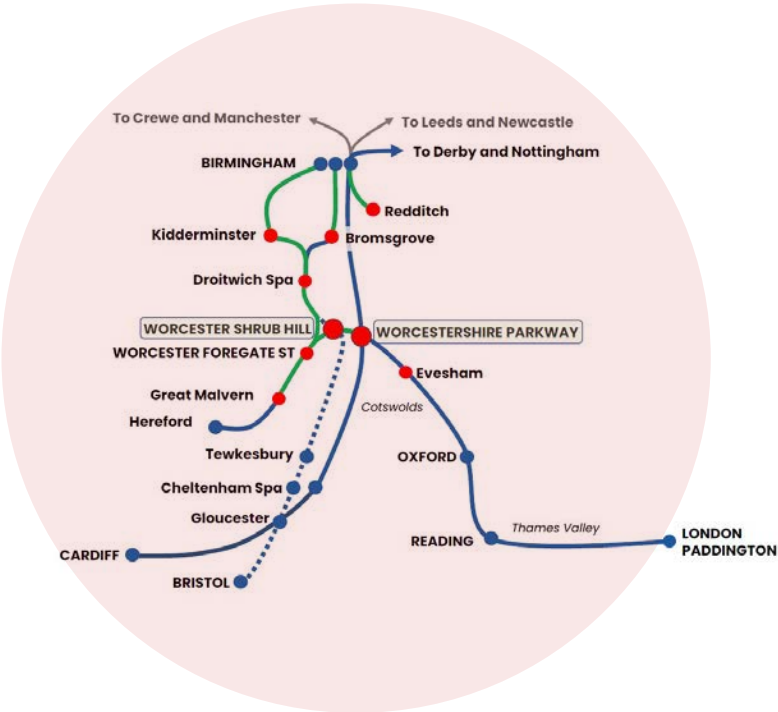 To Crewe and Manchester
To Leeds and Newcastle
BIRMINGHAM
To Derby and Nottingham
Redditch
Kidderminster
Bromsgrove
Droitwich Spa
WORCESTER SHRUB HILL
WORCESTERSHIRE PARKWAY
WORCESTER FOREGATE ST
Evesham
Great Malvern
Cotswolds
Hereford
Tewkesbury
OXFORD
Cheltenham Spa
Gloucester
Thames Valley
READING
LONDON
PADDINGTON
CARDIFF
BRISTOL